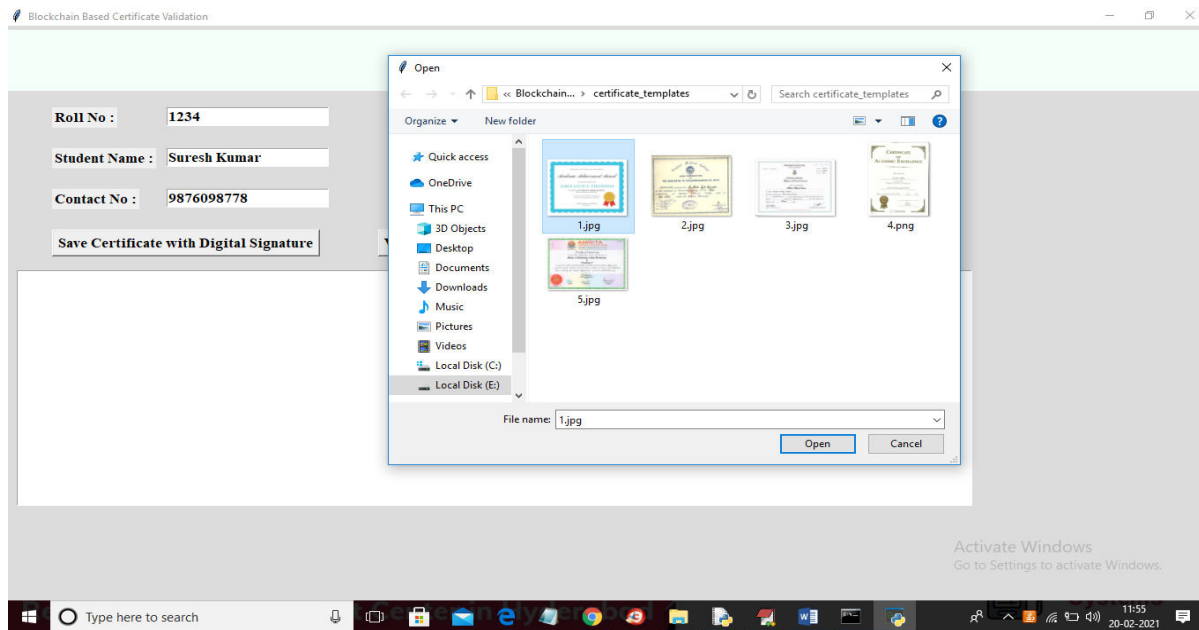 Blockchain Based Certificate Validation
Open
« Blockchain... › certificate_templates
Search certificate_templates
Organize
New folder
Roll No :
1234
Student Name :
Suresh Kumar
Contact No :
9876098778
Save Certificate with Digital Signature
Quick access
OneDrive
This PC
3D Objects
Desktop
Documents
Downloads
Music
Pictures
Videos
Local Disk (C:)
Local Disk (E:)
1.jpg
2.jpg
3.jpg
4.png
5.jpg
File name:
1.jpg
Open
Cancel
Activate Windows
Go to Settings to activate Windows.
Type here to search
11:55
20-02-2021